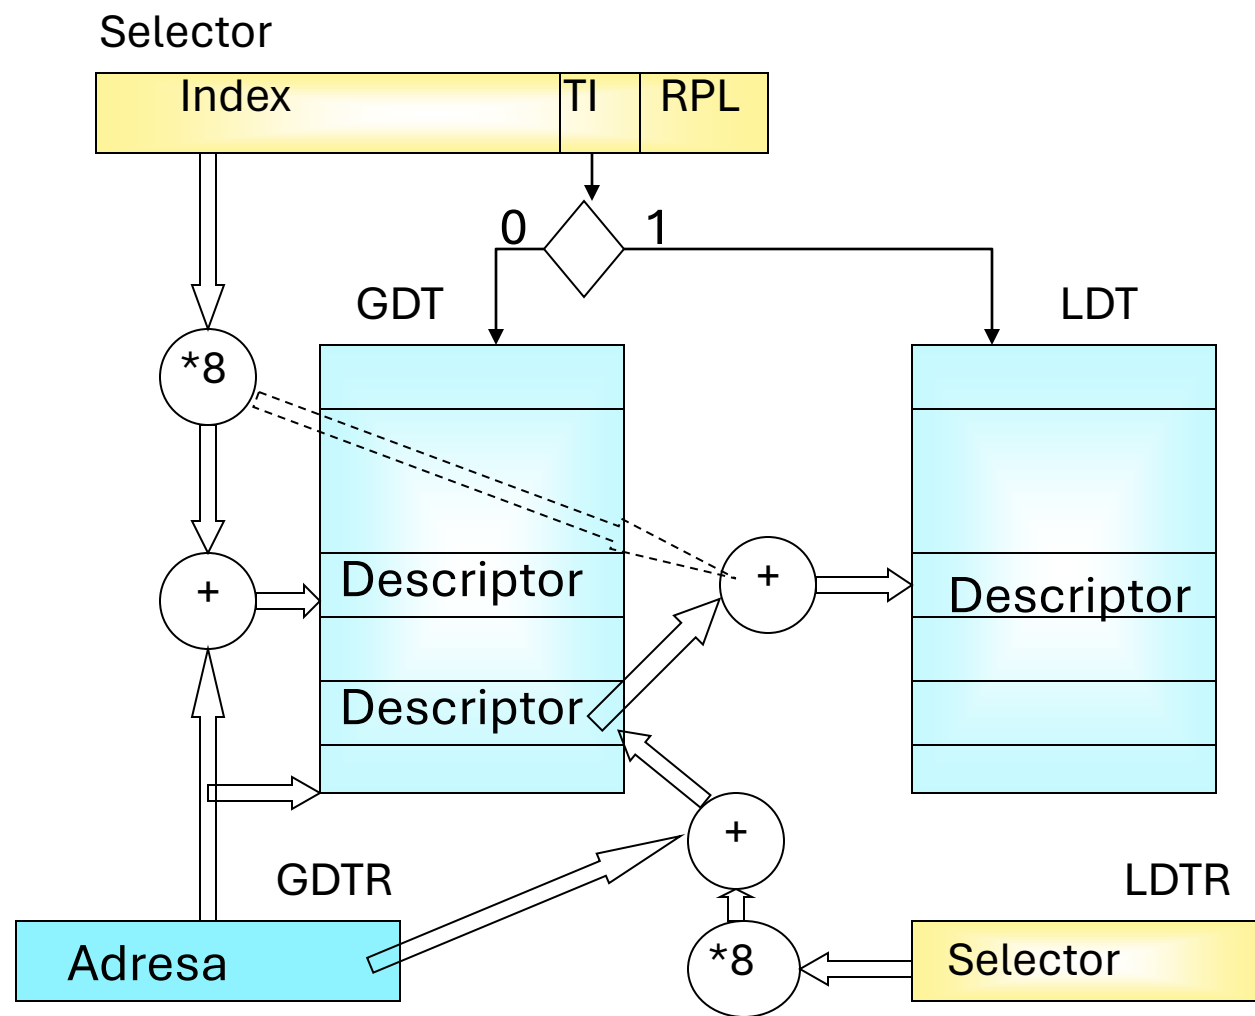 Selector
Index TI RPL
0 1
GDT LDT
*8
+ Descriptor + Descriptor
Descriptor
+
GDTR LDTR
Adresa *8 Selector